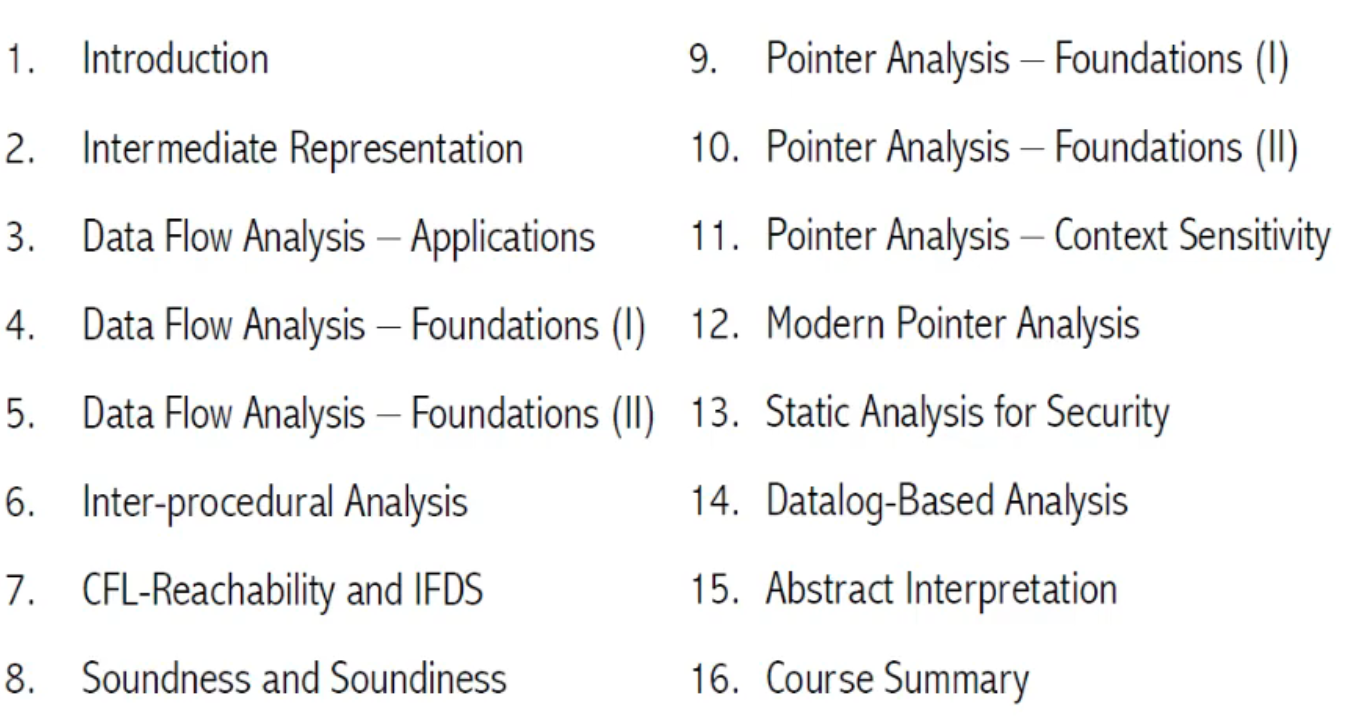 1. Introduction
2. Intermediate Representation
3. Data Flow Analysis – Applications
4. Data Flow Analysis – Foundations (I)
5. Data Flow Analysis – Foundations (II)
6. Inter-procedural Analysis
7. CFL-Reachability and IFDS
8. Soundness and Soundiness
9. Pointer Analysis – Foundations (I)
10. Pointer Analysis – Foundations (II)
11. Pointer Analysis – Context Sensitivity
12. Modern Pointer Analysis
13. Static Analysis for Security
14. Datalog-Based Analysis
15. Abstract Interpretation
16. Course Summary